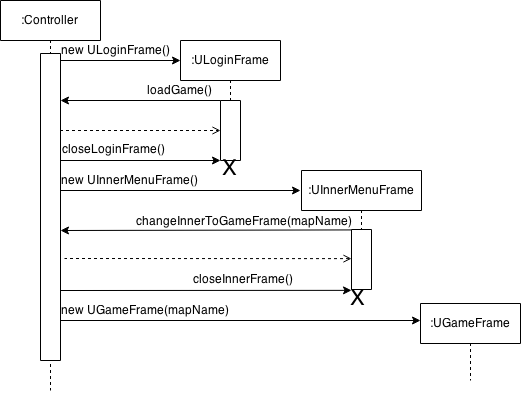 :Controller
new ULoginFrame()
:ULoginFrame
loadGame()
closeLoginFrame()
X
new UInnerMenuFrame()
:UInnerMenuFrame
changeInnerToGameFrame(mapName)
closeInnerFrame()
X
new UGameFrame(mapName)
:UGameFrame